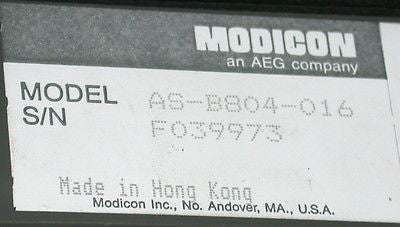 MODICON
an AEG company
MODEL AS-B804-016
S/N F039973
Made in Hong Kong
Modicon Inc., No. Andover, MA., U.S.A.